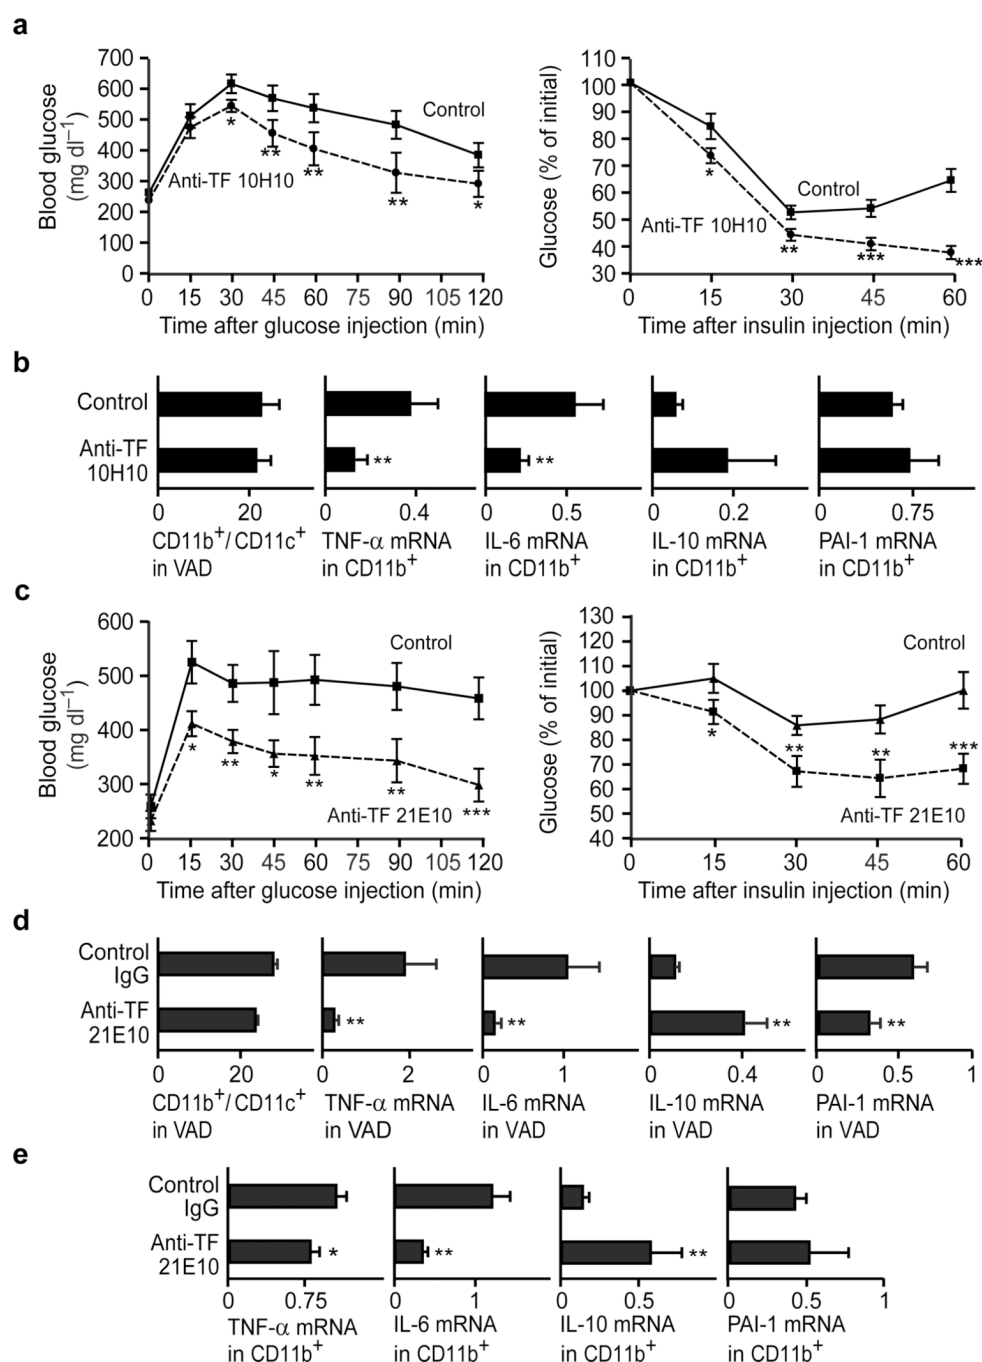 a
700
600
500
400
300
200
100
0
Blood glucose
(mg dl⁻¹)
Control
Anti-TF 10H10
*
**
**
**
*
0 15 30 45 60 75 90 105 120
Time after glucose injection (min)
110
100
90
80
70
60
50
40
30
Glucose (% of initial)
Control
Anti-TF 10H10
*
**
***
***
0 15 30 45 60
Time after insulin injection (min)
b
Control
Anti-TF
10H10
** **
0 20 0 0.4 0 0.5 0 0.2 0 0.75
CD11b⁺/CD11c⁺ TNF-α mRNA IL-6 mRNA IL-10 mRNA PAI-1 mRNA
in VAD in CD11b⁺ in CD11b⁺ in CD11b⁺ in CD11b⁺
c
600
500
400
300
200
Blood glucose
(mg dl⁻¹)
Control
*
**
*
**
**
***
Anti-TF 21E10
0 15 30 45 60 75 90 105 120
Time after glucose injection (min)
130
120
110
100
90
80
70
60
50
40
Glucose (% of initial)
Control
*
**
**
***
Anti-TF 21E10
0 15 30 45 60
Time after insulin injection (min)
d
Control
IgG
Anti-TF
21E10
** ** ** **
0 20 0 2 0 1 0 0.4 0 0.5 1
CD11b⁺/CD11c⁺ TNF-α mRNA IL-6 mRNA IL-10 mRNA PAI-1 mRNA
in VAD in VAD in VAD in VAD in VAD
e
Control
IgG
Anti-TF
21E10
* ** **
0 0.75 0 1 0 0.5 0 1
TNF-α mRNA IL-6 mRNA IL-10 mRNA PAI-1 mRNA
in CD11b⁺ in CD11b⁺ in CD11b⁺ in CD11b⁺